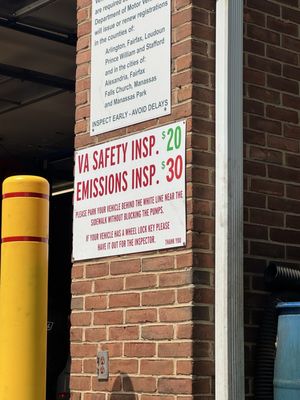 are required
Department of Motor Vehi
will issue or renew registrations
in the counties of:
Arlington, Fairfax, Loudoun
Prince William and Stafford
and in the cities of:
Alexandria, Fairfax
Falls Church, Manassas
and Manassas Park
INSPECT EARLY - AVOID DELAYS
VA SAFETY INSP. $20
EMISSIONS INSP. $30
PLEASE PARK YOUR VEHICLE BEHIND THE WHITE LINE NEAR THE
SIDEWALK WITHOUT BLOCKING THE PUMPS.
IF YOUR VEHICLE HAS A WHEEL LOCK KEY PLEASE
HAVE IT OUT FOR THE INSPECTOR. THANK YOU